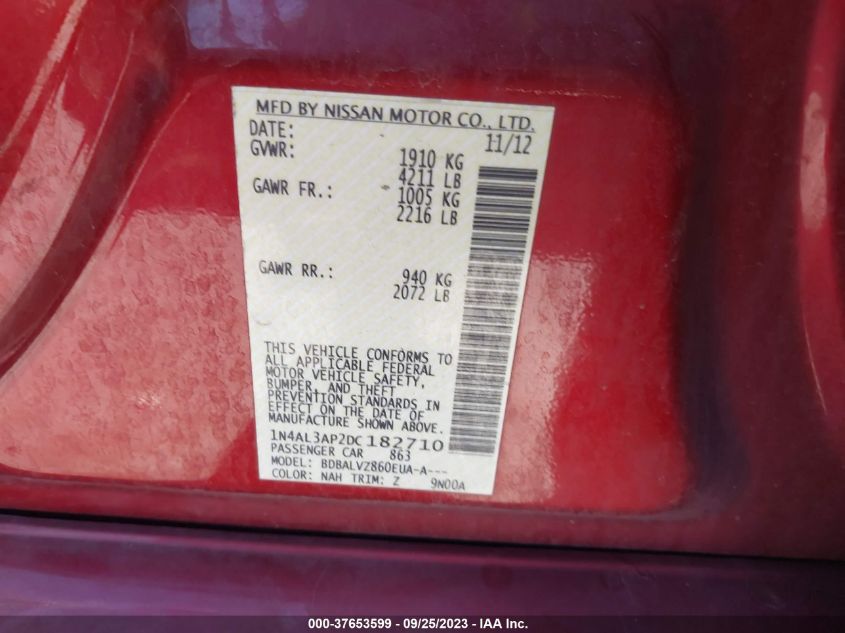 MFD BY NISSAN MOTOR CO., LTD.
DATE: 11/12
GVWR: 1910 KG
4211 LB
GAWR FR.: 1005 KG
2216 LB
GAWR RR.: 940 KG
2072 LB
THIS VEHICLE CONFORMS TO
ALL APPLICABLE FEDERAL
MOTOR VEHICLE SAFETY,
BUMPER, AND THEFT
PREVENTION STANDARDS IN
EFFECT ON THE DATE OF
MANUFACTURE SHOWN ABOVE.
1N4AL3AP2DC182710
PASSENGER CAR 863
MODEL: BDBALVZ860EUA-A---
COLOR: NAH TRIM: Z 9N00A
000-37653599 - 09/25/2023 - IAA Inc.